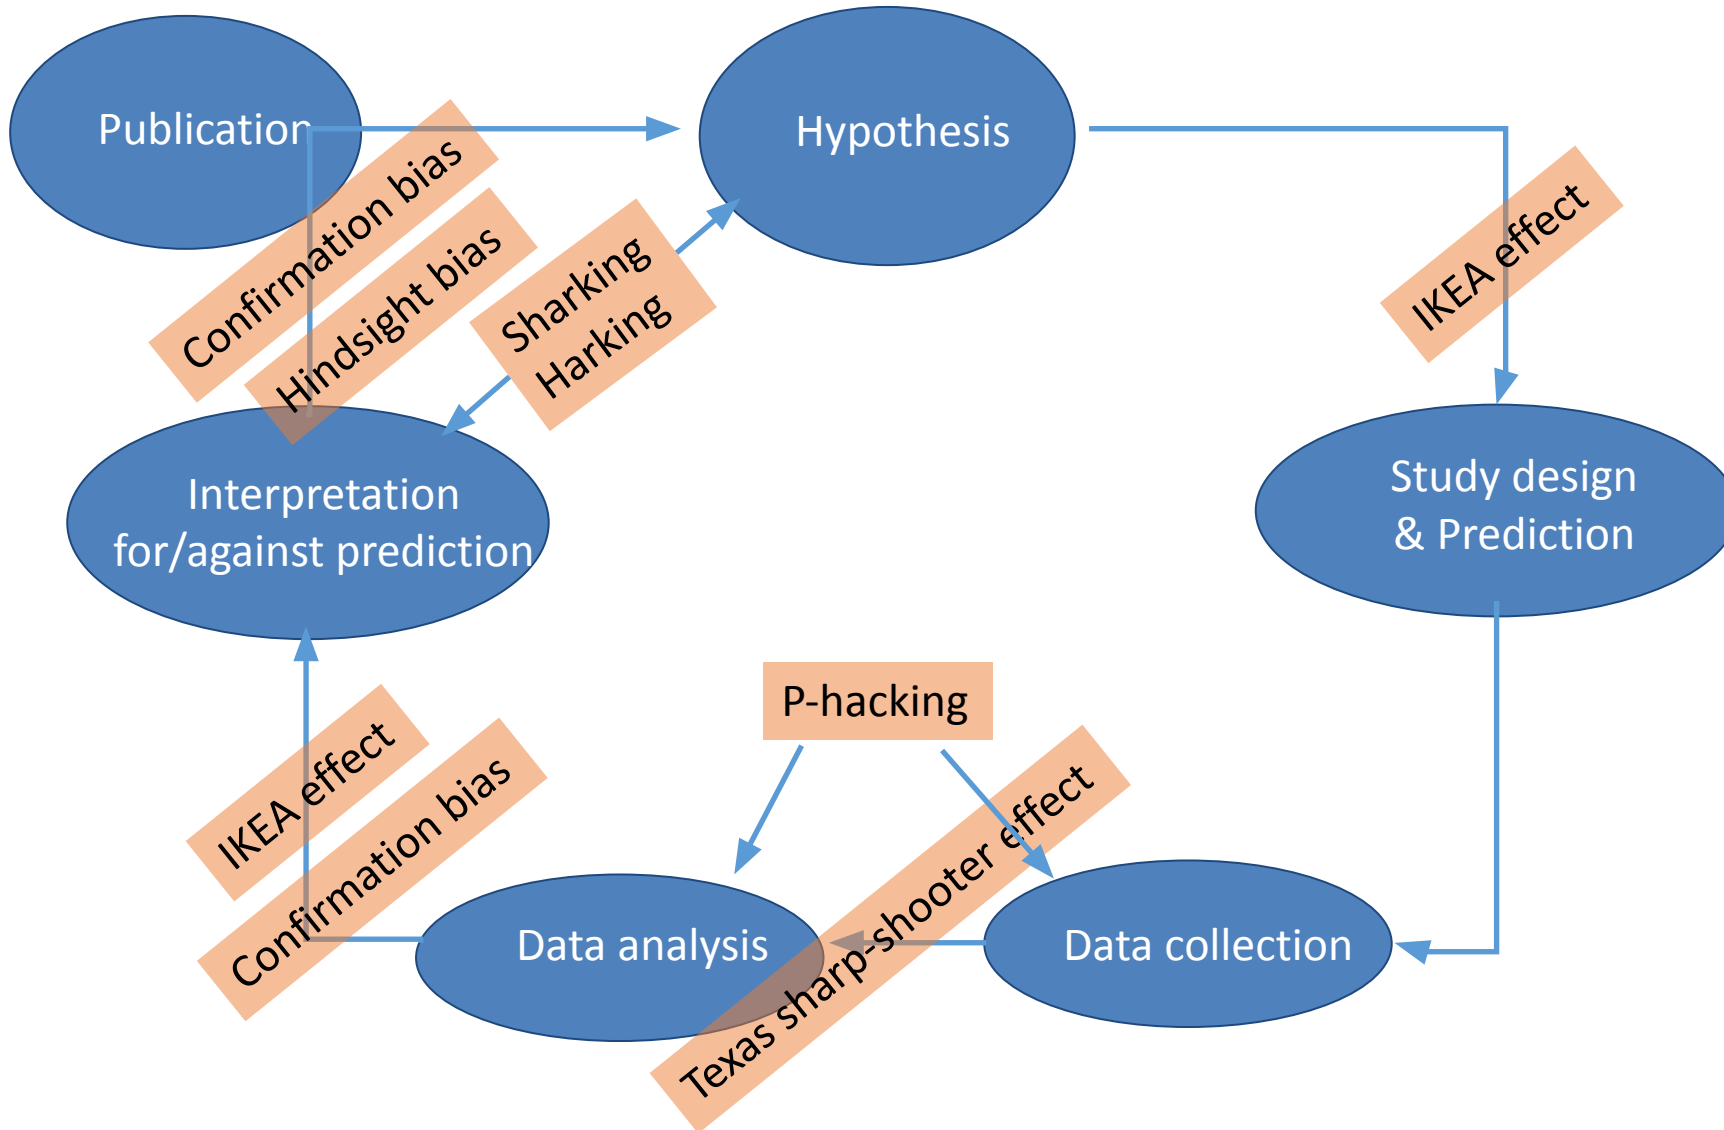 Publication
Hypothesis
Confirmation bias
Hindsight bias
Sharking
Harking
IKEA effect
Interpretation
for/against prediction
Study design
& Prediction
P-hacking
IKEA effect
Confirmation bias
Texas sharp-shooter effect
Data analysis
Data collection